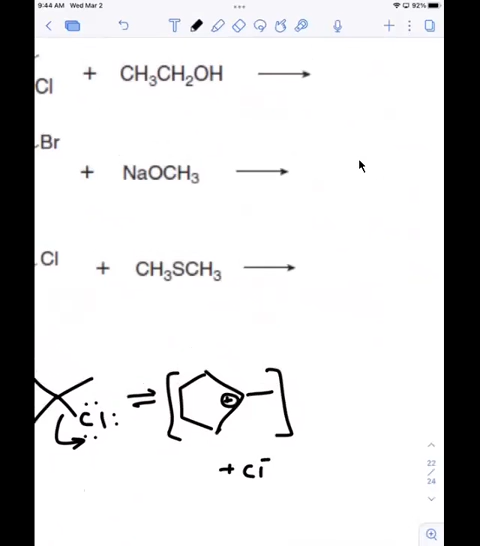 9:44 AM Wed Mar 2
92%
T
Cl + CH₃CH₂OH ⟶
Br
+ NaOCH₃ ⟶
Cl + CH₃SCH₃ ⟶
Cl ⇌ [ ⊕ ]
+ Cl⁻
22
/
24